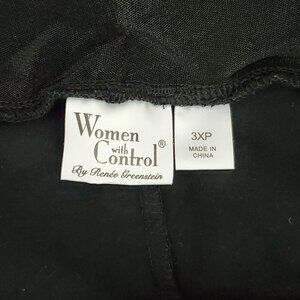 Women
with
Control®
By Renée Greenstein
3XP
MADE IN
CHINA